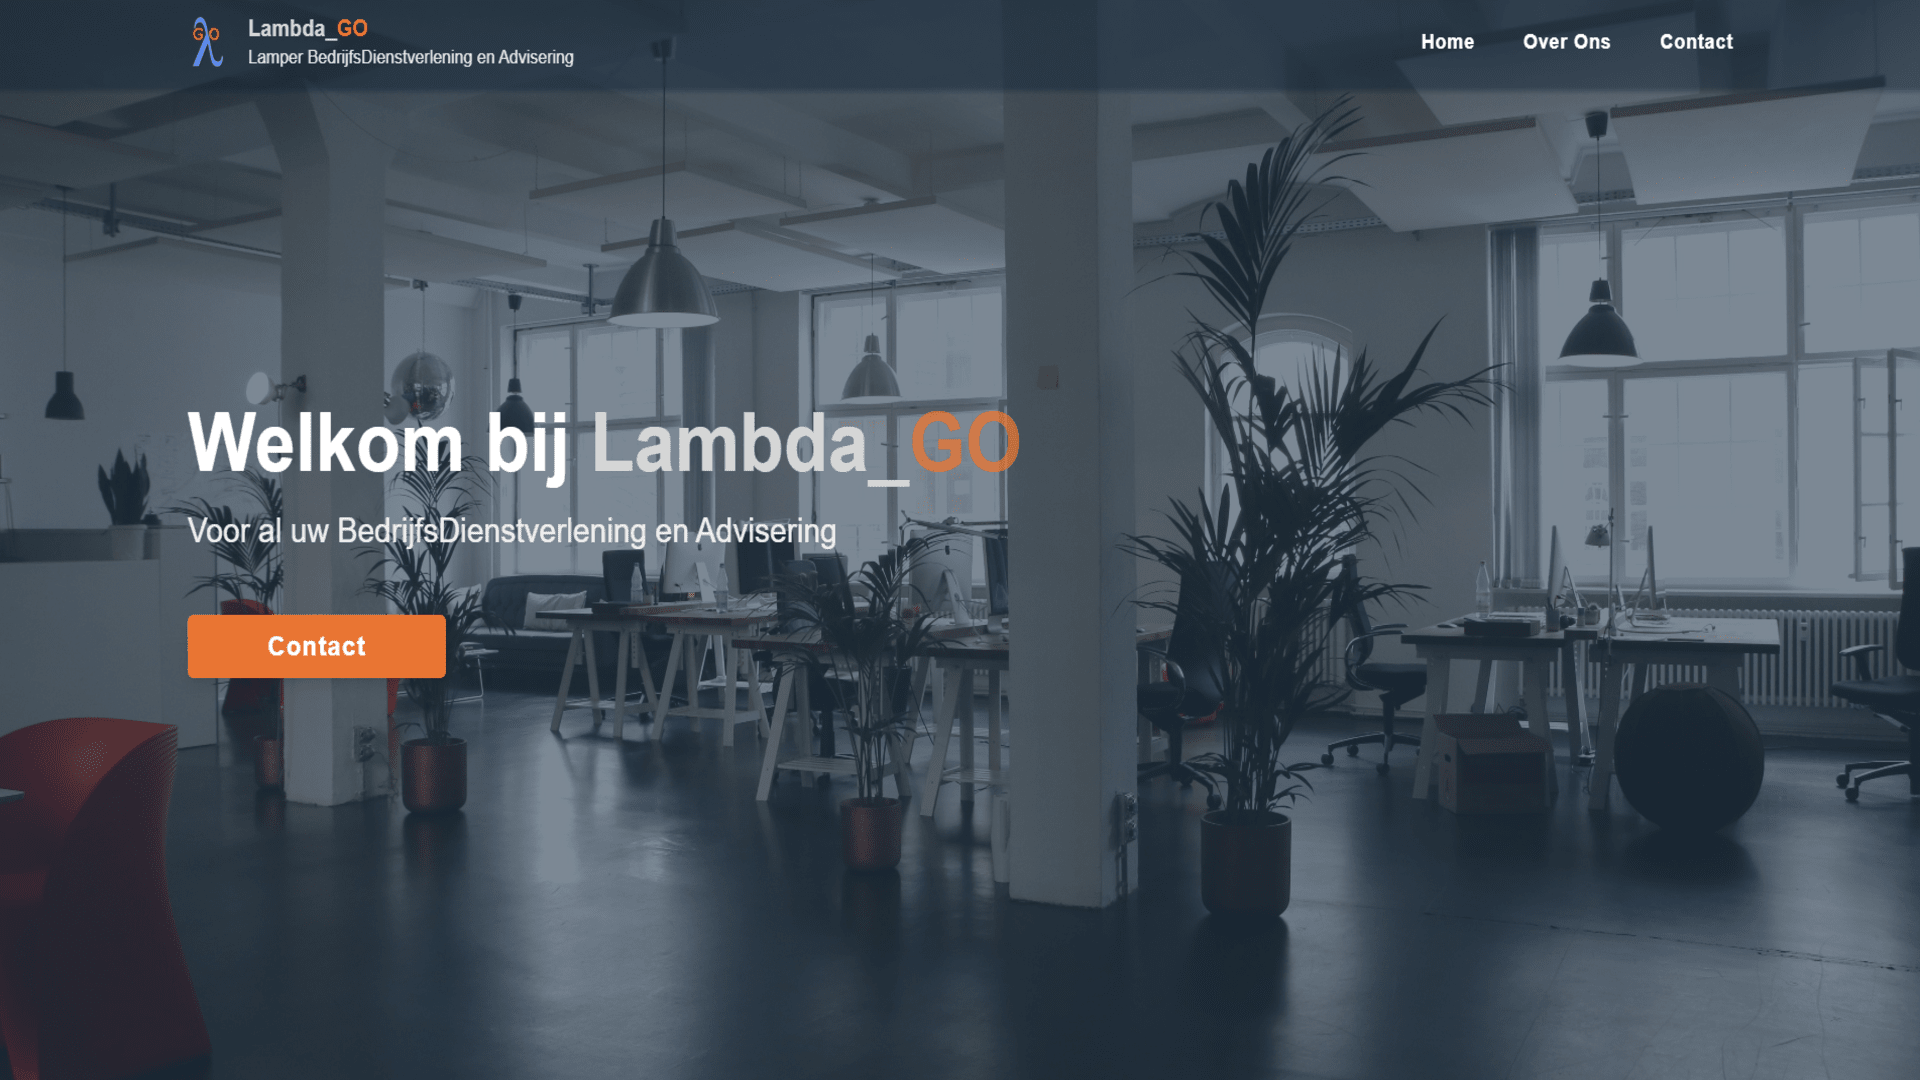 GO
Lambda_GO
Lamper BedrijfsDienstverlening en Advisering
Home
Over Ons
Contact
Welkom bij Lambda_GO
Voor al uw BedrijfsDienstverlening en Advisering
Contact